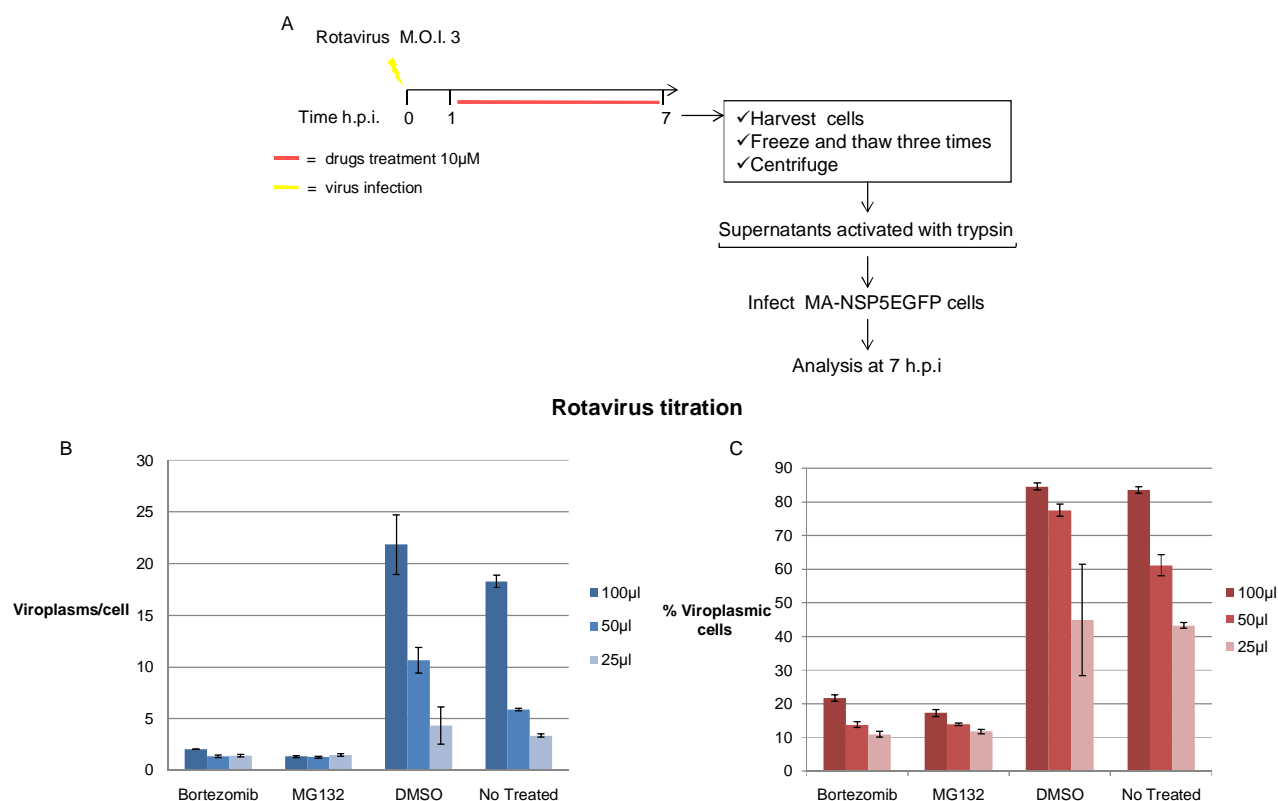 A
Rotavirus M.O.I. 3
Time h.p.i. 0 1 7
= drugs treatment 10µM
= virus infection
✓Harvest cells
✓Freeze and thaw three times
✓Centrifuge
Supernatants activated with trypsin
Infect MA-NSP5EGFP cells
Analysis at 7 h.p.i
Rotavirus titration
B
30
25
20
15
10
5
0
Viroplasms/cell
Bortezomib MG132 DMSO No Treated
100µl
50µl
25µl
C
90
80
70
60
50
40
30
20
10
0
% Viroplasmic
cells
Bortezomib MG132 DMSO No Treated
100µl
50µl
25µl